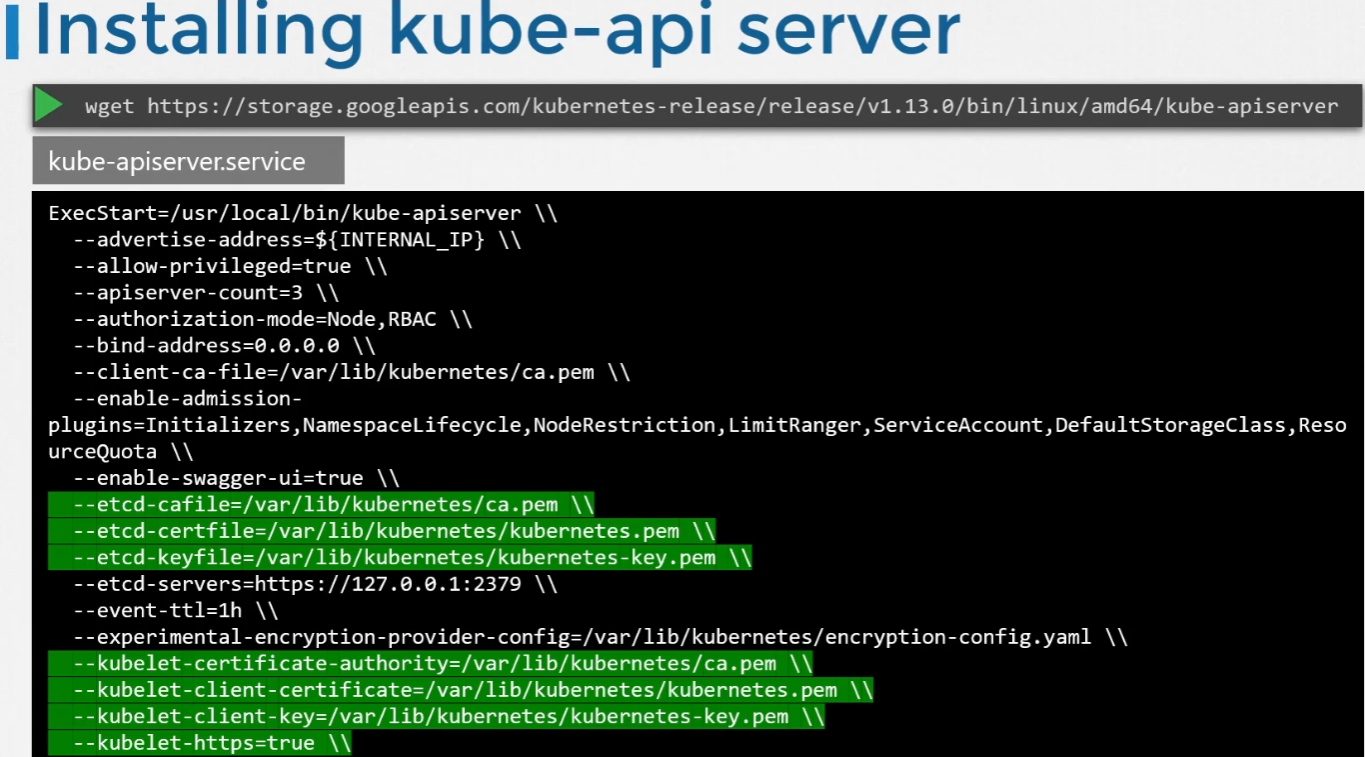 Installing kube-api server
wget https://storage.googleapis.com/kubernetes-release/release/v1.13.0/bin/linux/amd64/kube-apiserver
kube-apiserver.service
ExecStart=/usr/local/bin/kube-apiserver \\
--advertise-address=${INTERNAL_IP} \\
--allow-privileged=true \\
--apiserver-count=3 \\
--authorization-mode=Node,RBAC \\
--bind-address=0.0.0.0 \\
--client-ca-file=/var/lib/kubernetes/ca.pem \\
--enable-admission-
plugins=Initializers,NamespaceLifecycle,NodeRestriction,LimitRanger,ServiceAccount,DefaultStorageClass,Reso
urceQuota \\
--enable-swagger-ui=true \\
--etcd-cafile=/var/lib/kubernetes/ca.pem \\
--etcd-certfile=/var/lib/kubernetes/kubernetes.pem \\
--etcd-keyfile=/var/lib/kubernetes/kubernetes-key.pem \\
--etcd-servers=https://127.0.0.1:2379 \\
--event-ttl=1h \\
--experimental-encryption-provider-config=/var/lib/kubernetes/encryption-config.yaml \\
--kubelet-certificate-authority=/var/lib/kubernetes/ca.pem \\
--kubelet-client-certificate=/var/lib/kubernetes/kubernetes.pem \\
--kubelet-client-key=/var/lib/kubernetes/kubernetes-key.pem \\
--kubelet-https=true \\